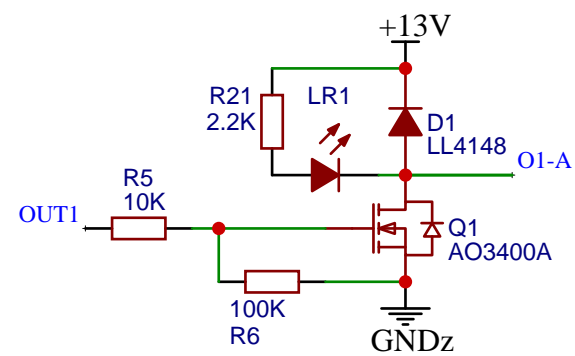 +13V
R21
2.2K
LR1
D1
LL4148
O1-A
R5
10K
OUT1
Q1
AO3400A
100K
R6
GNDz